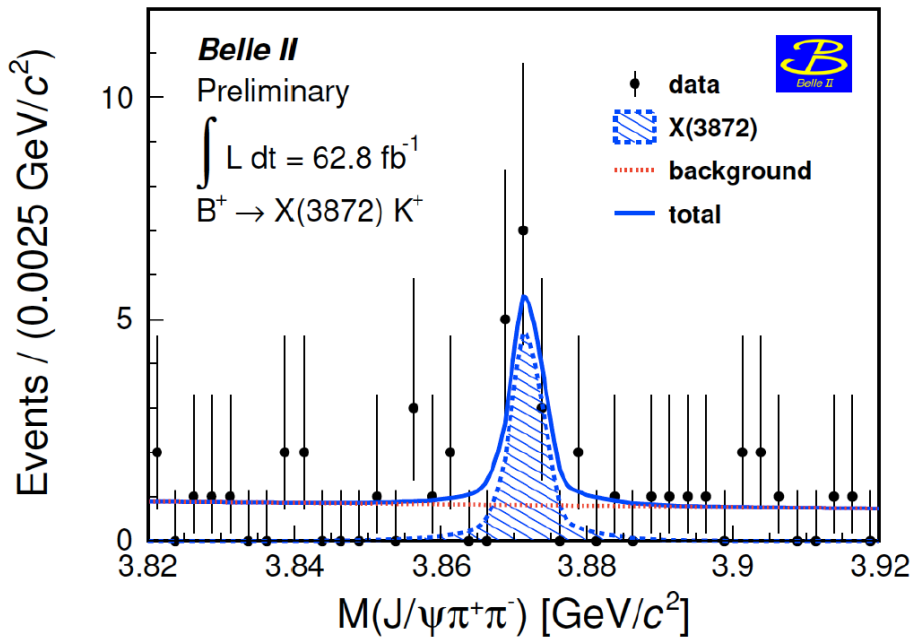 Belle II
Preliminary
∫ L dt = 62.8 fb⁻¹
B⁺ → X(3872) K⁺
B
Belle II
data
X(3872)
background
total
Events / (0.0025 GeV/c²)
10
5
0
3.82 3.84 3.86 3.88 3.9 3.92
M(J/ψπ⁺π⁻) [GeV/c²]